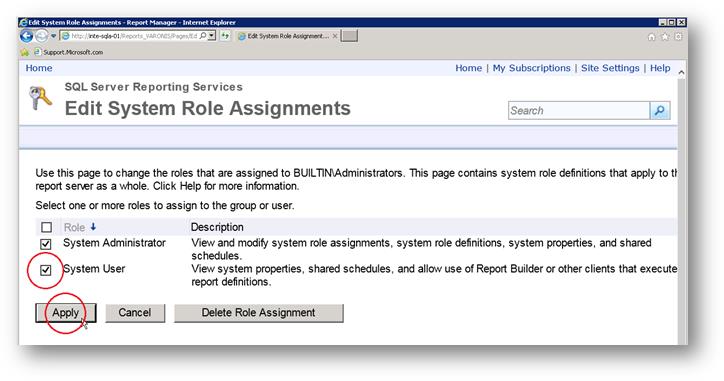 Edit System Role Assignments - Report Manager - Internet Explorer
http://inte-sqla-01/Reports_VARONIS/Pages/Ed
Edit System Role Assignment...
Support.Microsoft.com
Home
Home | My Subscriptions | Site Settings | Help
SQL Server Reporting Services
Edit System Role Assignments
Search
Use this page to change the roles that are assigned to BUILTIN\Administrators. This page contains system role definitions that apply to th
report server as a whole. Click Help for more information.
Select one or more roles to assign to the group or user.
Role Description
System Administrator View and modify system role assignments, system role definitions, system properties, and shared
schedules.
System User View system properties, shared schedules, and allow use of Report Builder or other clients that execute
report definitions.
Apply Cancel Delete Role Assignment